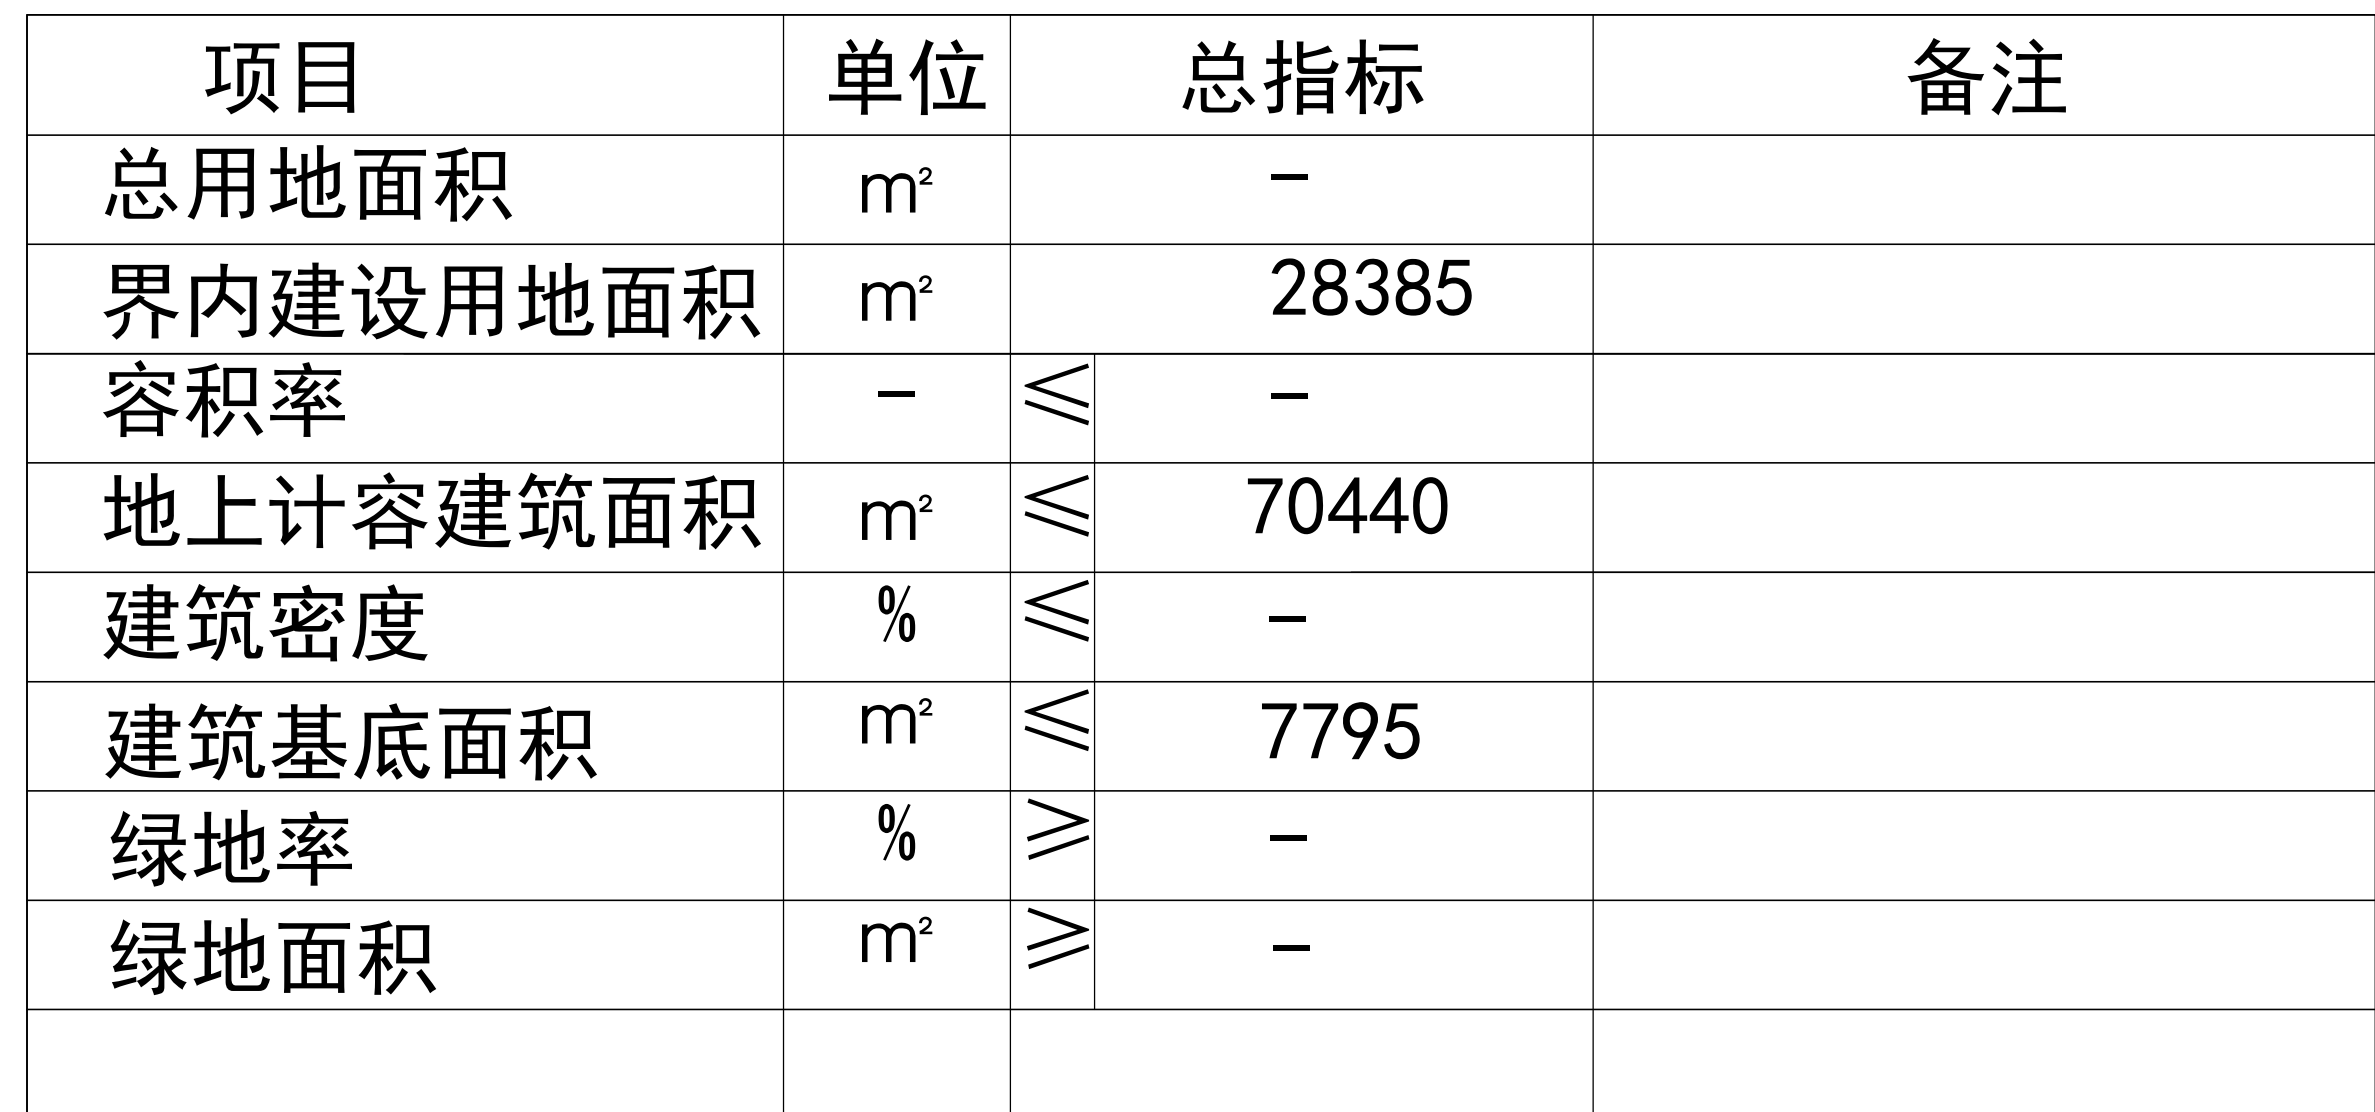 项目 单位 总指标 备注
总用地面积 m² –
界内建设用地面积 m² 28385
容积率 – ≤ –
地上计容建筑面积 m² ≤ 70440
建筑密度 % ≤ –
建筑基底面积 m² ≤ 7795
绿地率 % ≥ –
绿地面积 m² ≥ –